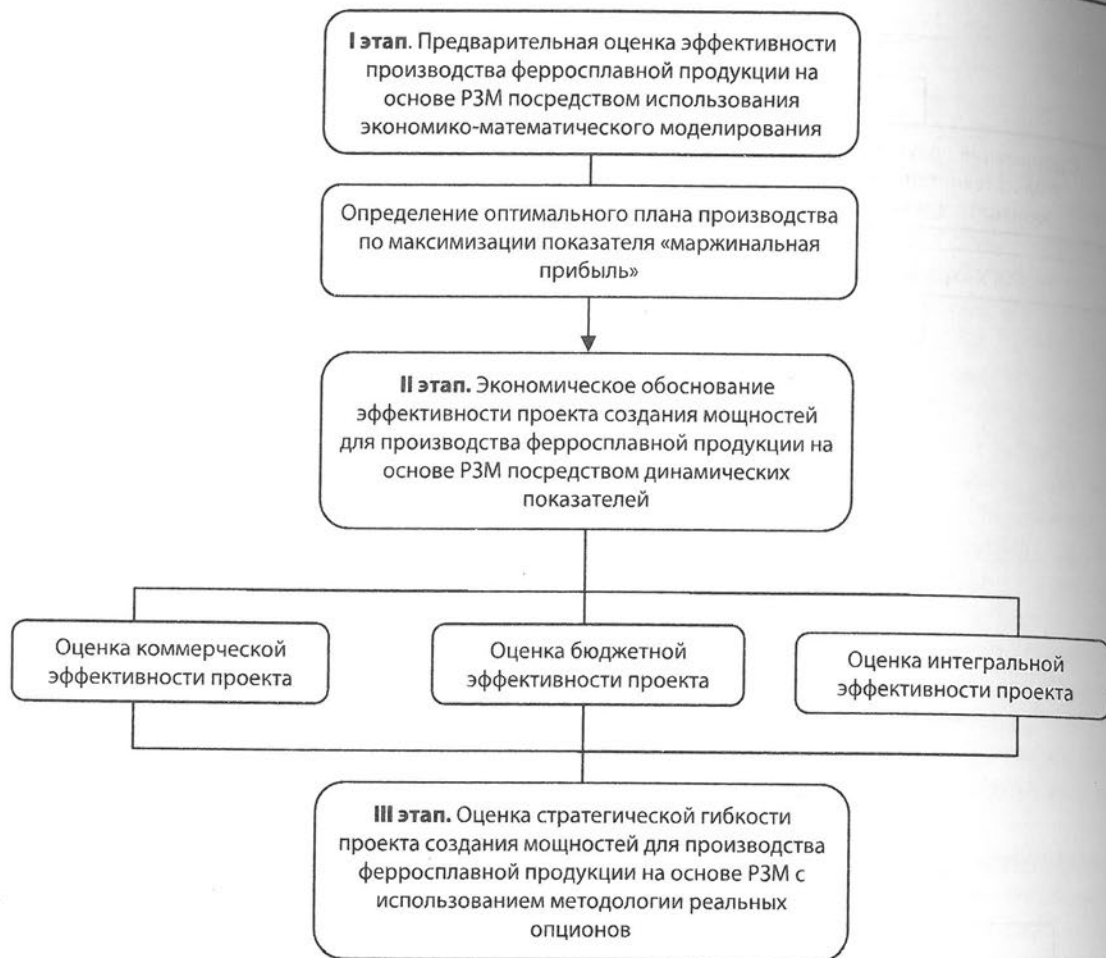 I этап. Предварительная оценка эффективности
производства ферросплавной продукции на
основе РЗМ посредством использования
экономико-математического моделирования
Определение оптимального плана производства
по максимизации показателя «маржинальная
прибыль»
II этап. Экономическое обоснование
эффективности проекта создания мощностей
для производства ферросплавной продукции на
основе РЗМ посредством динамических
показателей
Оценка коммерческой
эффективности проекта
Оценка бюджетной
эффективности проекта
Оценка интегральной
эффективности проекта
III этап. Оценка стратегической гибкости
проекта создания мощностей для производства
ферросплавной продукции на основе РЗМ с
использованием методологии реальных
опционов